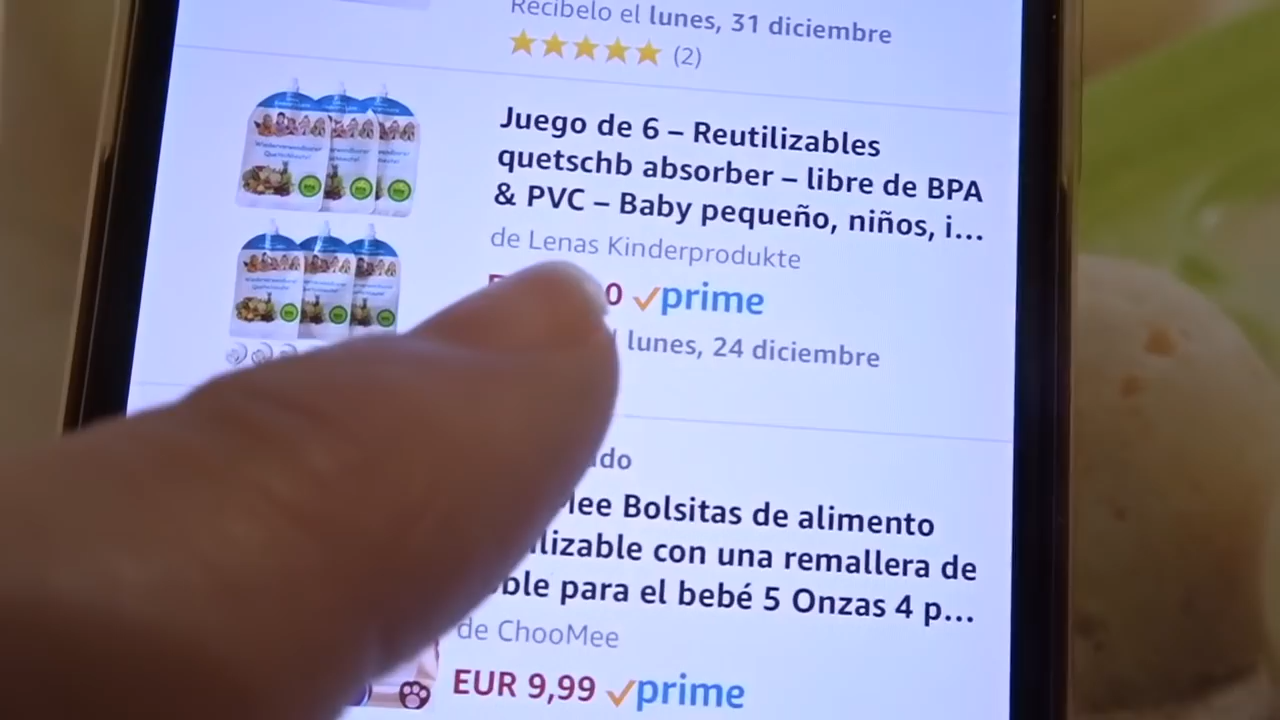 Recíbelo el lunes, 31 diciembre
(2)
Juego de 6 – Reutilizables
quetschb absorber – libre de BPA
& PVC – Baby pequeño, niños, i...
de Lenas Kinderprodukte
0 prime
lunes, 24 diciembre
Bolsitas de alimento
con una remallera de
para el bebé 5 Onzas 4 p...
de ChooMee
EUR 9,99 prime